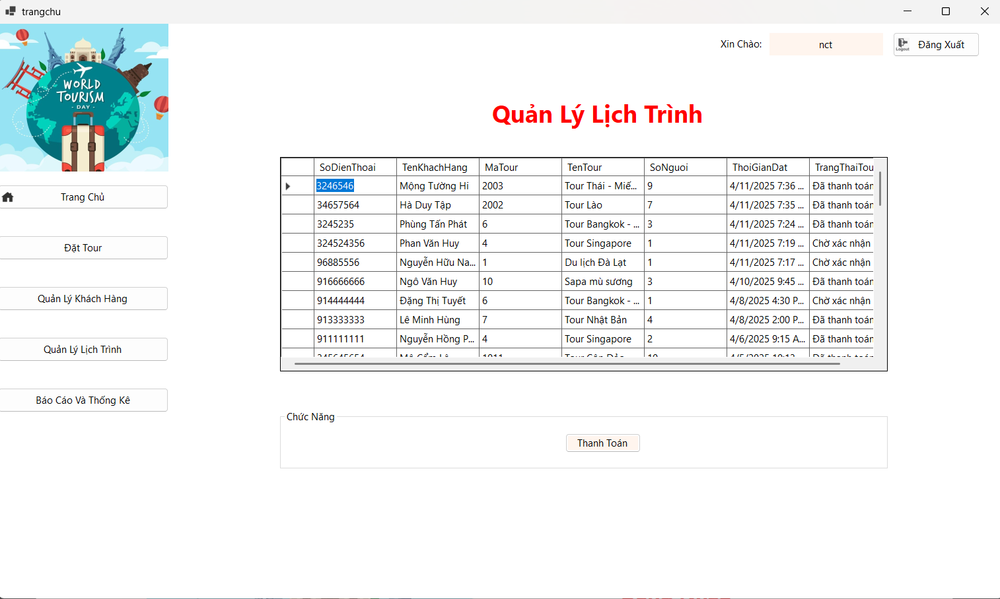 trangchu
WORLD
TOURISM
- DAY -
Xin Chào: nct Logout Đăng Xuất
Quản Lý Lịch Trình
Trang Chủ
Đặt Tour
Quản Lý Khách Hàng
Quản Lý Lịch Trình
Báo Cáo Và Thống Kê
SoDienThoai TenKhachHang MaTour TenTour SoNguoi ThoiGianDat TrangThaiTou
3246546 Mộng Tường Hi 2003 Tour Thái - Miế... 9 4/11/2025 7:36 ... Đã thanh toán
34657564 Hà Duy Tập 2002 Tour Lào 7 4/11/2025 7:35 ... Đã thanh toán
3245235 Phùng Tấn Phát 6 Tour Bangkok - ... 3 4/11/2025 7:24 ... Đã thanh toán
324524356 Phan Văn Huy 4 Tour Singapore 1 4/11/2025 7:19 ... Chờ xác nhận
96885556 Nguyễn Hữu Na... 1 Du lịch Đà Lạt 1 4/11/2025 7:17 ... Chờ xác nhận
916666666 Ngô Văn Huy 10 Sapa mù sương 3 4/10/2025 9:45 ... Đã thanh toán
914444444 Đặng Thị Tuyết 6 Tour Bangkok - ... 1 4/8/2025 4:30 P... Chờ xác nhận
913333333 Lê Minh Hùng 7 Tour Nhật Bản 4 4/8/2025 2:00 P... Đã thanh toán
911111111 Nguyễn Hồng P... 4 Tour Singapore 2 4/6/2025 9:15 A... Đã thanh toán
Chức Năng
Thanh Toán